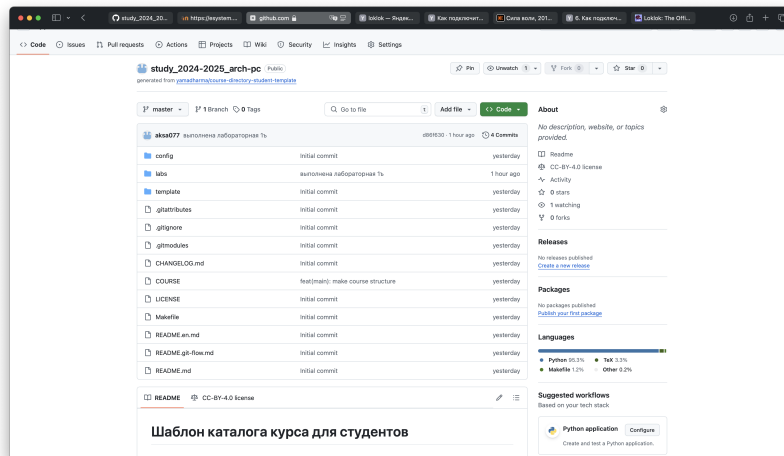 study_2024_20...
https://esystem....
github.com
loklok — Яндек...
Как подключит...
Сила воли, 201...
6. Как подключ...
Loklok: The Offi...
Code
Issues
Pull requests
Actions
Projects
Wiki
Security
Insights
Settings
study_2024-2025_arch-pc Public
Pin
Unwatch 1
Fork 0
Star 0
generated from yamadharma/course-directory-student-template
master
1 Branch
0 Tags
Go to file
Add file
Code
aksa077 выполнена лабораторная 1ь
d86f636 · 1 hour ago
4 Commits
config Initial commit yesterday
labs выполнена лабораторная 1ь 1 hour ago
template Initial commit yesterday
.gitattributes Initial commit yesterday
.gitignore Initial commit yesterday
.gitmodules Initial commit yesterday
CHANGELOG.md Initial commit yesterday
COURSE feat(main): make course structure yesterday
LICENSE Initial commit yesterday
Makefile Initial commit yesterday
README.en.md Initial commit yesterday
README.git-flow.md Initial commit yesterday
README.md Initial commit yesterday
README
CC-BY-4.0 license
Шаблон каталога курса для студентов
About
No description, website, or topics
provided.
Readme
CC-BY-4.0 license
Activity
0 stars
1 watching
0 forks
Releases
No releases published
Create a new release
Packages
No packages published
Publish your first package
Languages
Python 95.3%
TeX 3.3%
Makefile 1.2%
Other 0.2%
Suggested workflows
Based on your tech stack
Python application
Configure
Create and test a Python application.